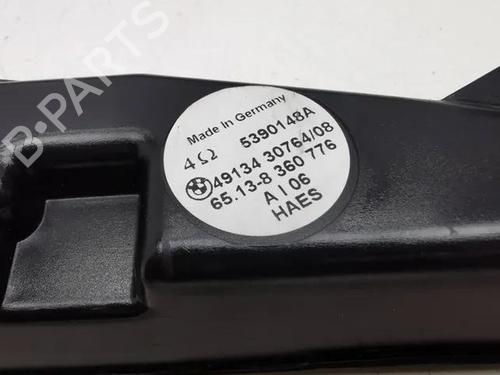 B-PARTS
Made in Germany
4Ω 5390148A
49134 30764/08
65.13-8 360 776
A I 06
HAES